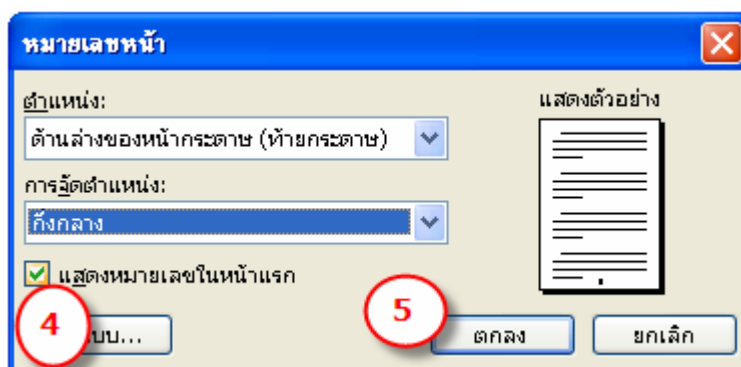 หมายเลขหน้า
ตำแหน่ง:
แสดงตัวอย่าง
ด้านล่างของหน้ากระดาษ (ท้ายกระดาษ)
การจัดตำแหน่ง:
กึ่งกลาง
แสดงหมายเลขในหน้าแรก
4
5
ตกลง
ยกเลิก